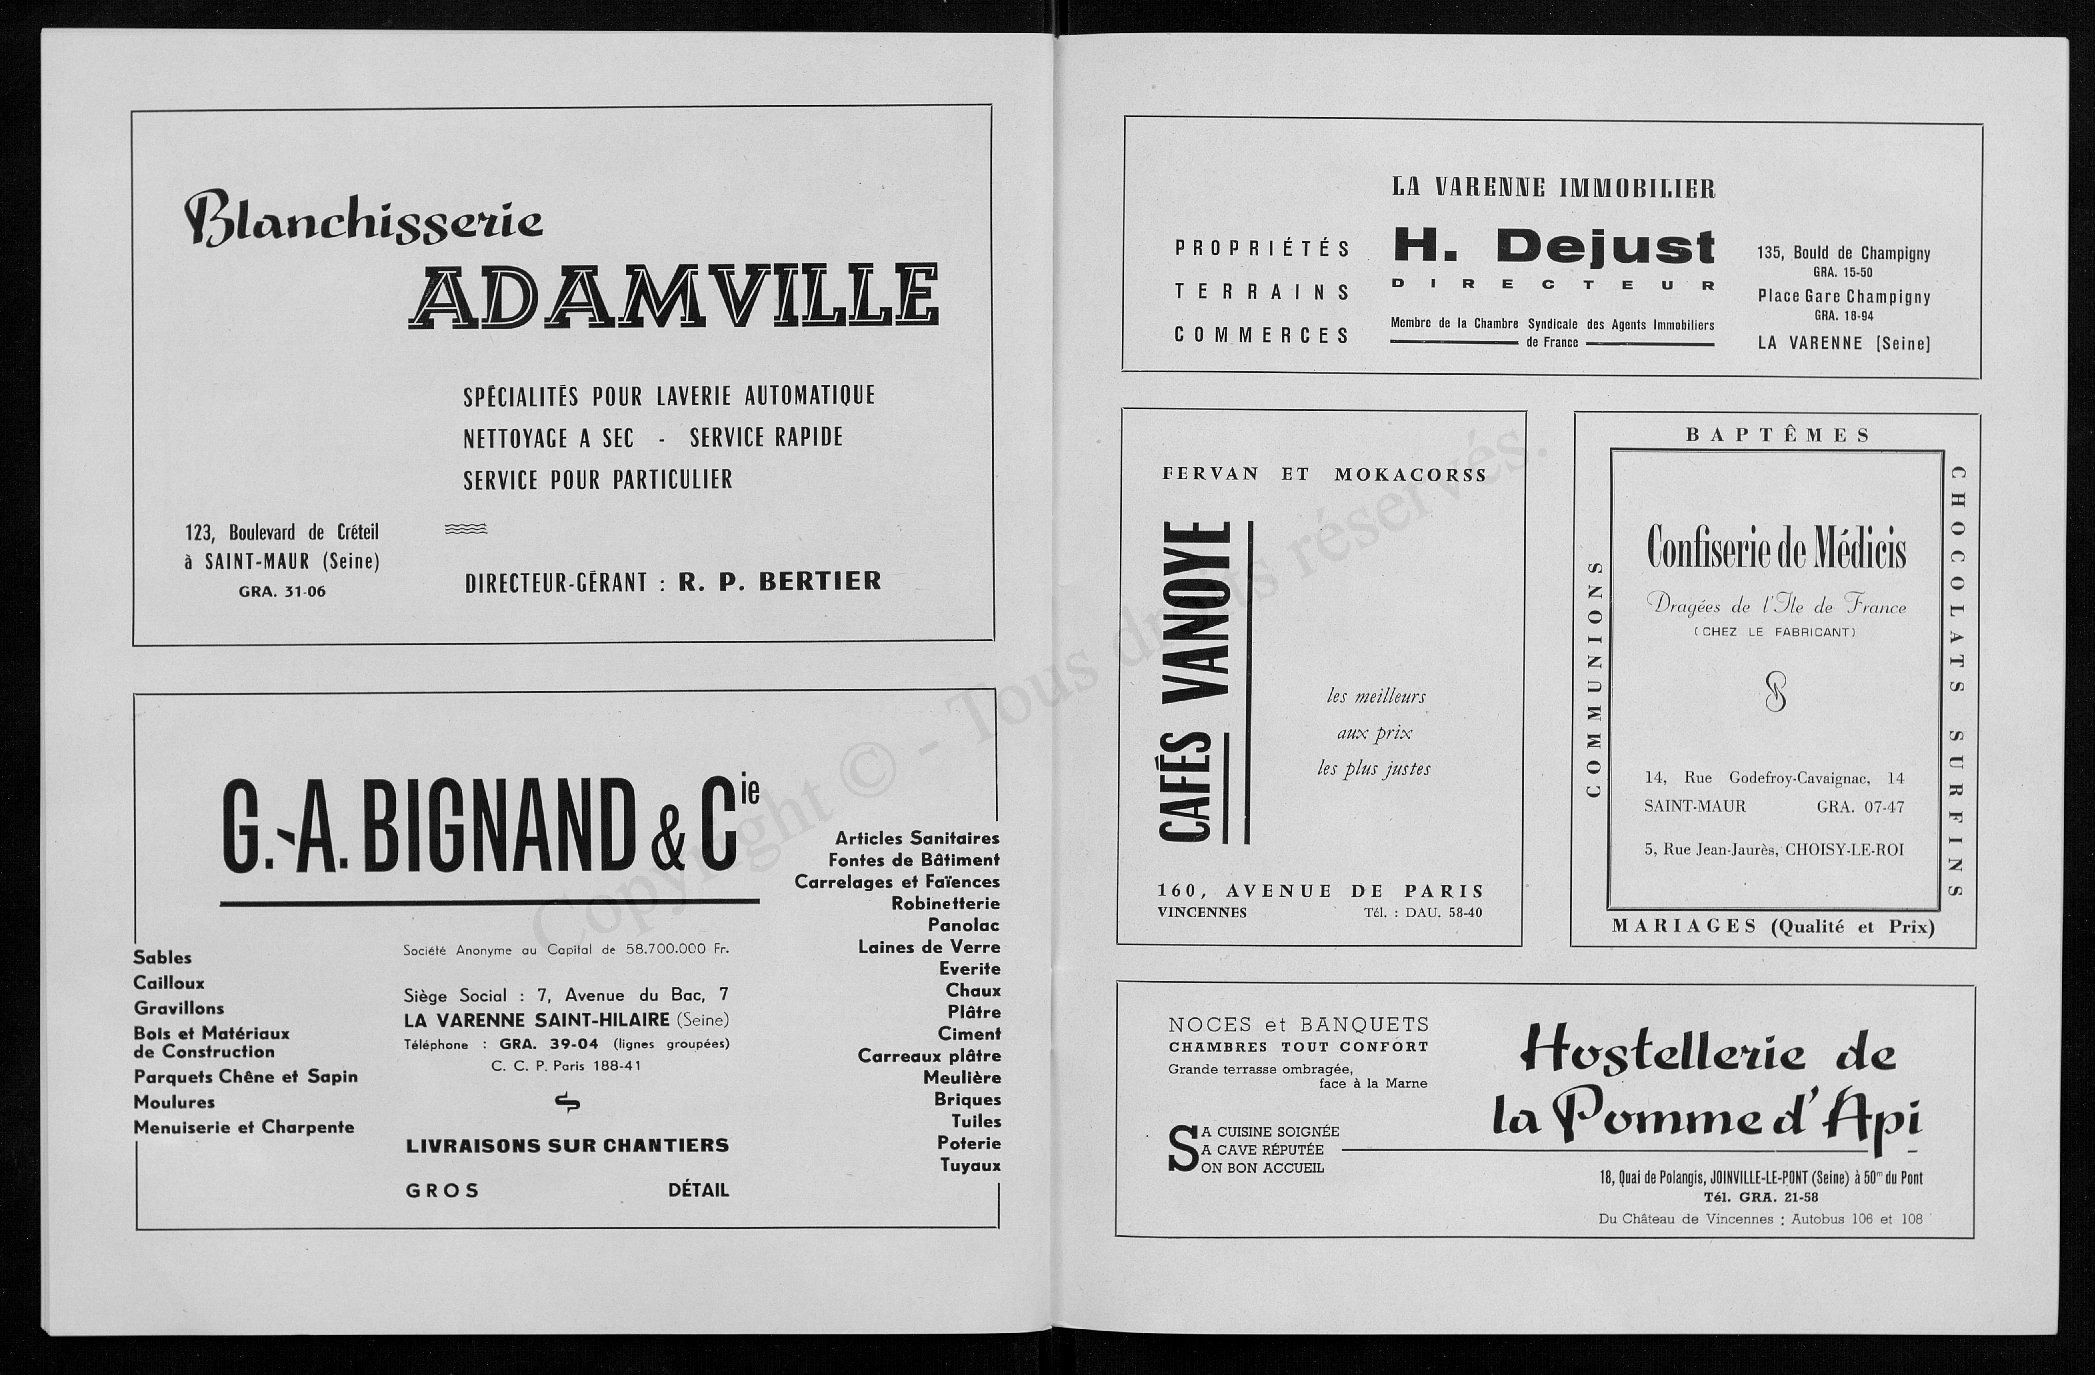 Blanchisserie
ADAMVILLE
SPÉCIALITÉS POUR LAVERIE AUTOMATIQUE
NETTOYAGE A SEC - SERVICE RAPIDE
SERVICE POUR PARTICULIER
123, Boulevard de Créteil
à SAINT-MAUR (Seine)
GRA. 31-06
DIRECTEUR-GÉRANT : R. P. BERTIER
G.-A. BIGNAND & Cie
Sables
Cailloux
Gravillons
Bois et Matériaux
de Construction
Parquets Chêne et Sapin
Moulures
Menuiserie et Charpente
Société Anonyme au Capital de 58.700.000 Fr.
Siège Social : 7, Avenue du Bac, 7
LA VARENNE SAINT-HILAIRE (Seine)
Téléphone : GRA. 39-04 (lignes groupées)
C. C. P. Paris 188-41
LIVRAISONS SUR CHANTIERS
GROS DÉTAIL
Articles Sanitaires
Fontes de Bâtiment
Carrelages et Faïences
Robinetterie
Panolac
Laines de Verre
Everite
Chaux
Plâtre
Ciment
Carreaux plâtre
Meulière
Briques
Tuiles
Poterie
Tuyaux
PROPRIÉTÉS
TERRAINS
COMMERCES
LA VARENNE IMMOBILIER
H. Dejust
DIRECTEUR
Membre de la Chambre Syndicale des Agents Immobiliers
de France
135, Bould de Champigny
GRA. 15-50
Place Gare Champigny
GRA. 18-94
LA VARENNE (Seine)
FERVAN ET MOKACORSS
CAFÉS VANOYE
les meilleurs
aux prix
les plus justes
160, AVENUE DE PARIS
VINCENNES Tél. : DAU. 58-40
BAPTÊMES
COMMUNIONS
CHOCOLATS SURFINS
Confiserie de Médicis
Dragées de l'Ile de France
(CHEZ LE FABRICANT)
14, Rue Godefroy-Cavaignac, 14
SAINT-MAUR GRA. 07-47
5, Rue Jean-Jaurès, CHOISY-LE-ROI
MARIAGES (Qualité et Prix)
NOCES et BANQUETS
CHAMBRES TOUT CONFORT
Grande terrasse ombragée,
face à la Marne
SA CUISINE SOIGNÉE
SA CAVE RÉPUTÉE
SON BON ACCUEIL
Hostellerie de
la Pomme d'Api
18, Quai de Polangis, JOINVILLE-LE-PONT (Seine) à 50m du Pont
Tél. GRA. 21-58
Du Château de Vincennes : Autobus 106 et 108
Copyright © - Tous droits réservés.